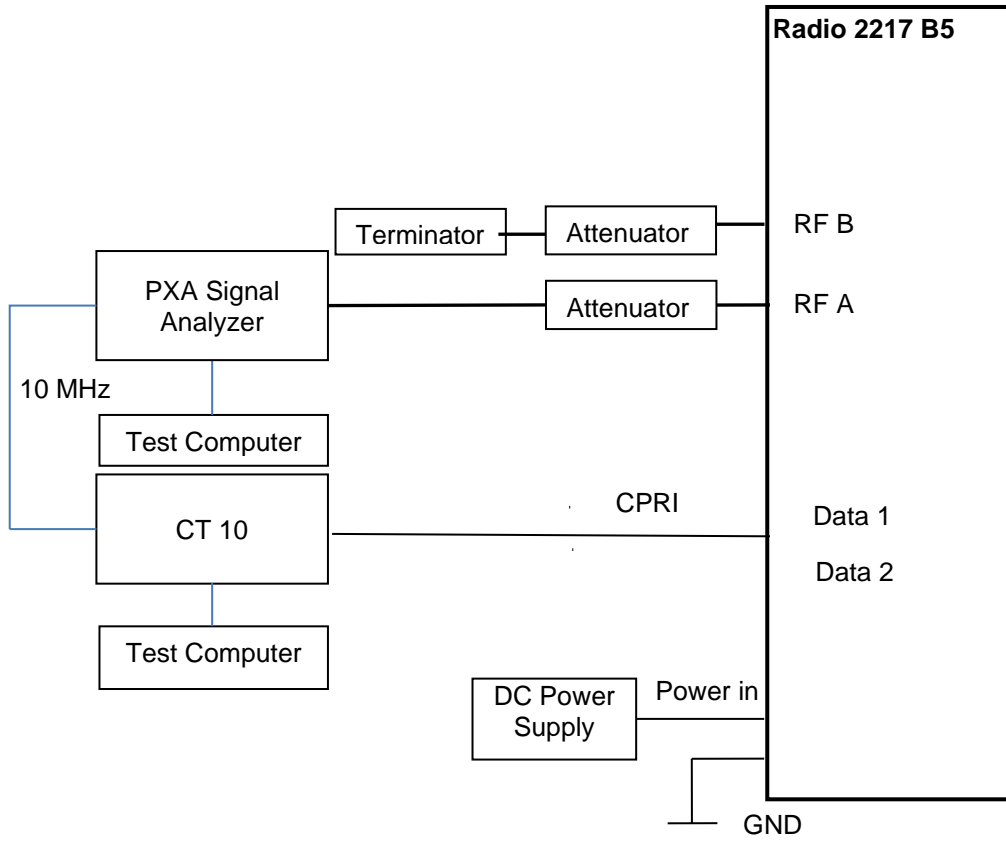 Radio 2217 B5
Terminator
Attenuator
RF B
PXA Signal
Analyzer
Attenuator
RF A
10 MHz
Test Computer
CT 10
CPRI
Data 1
Data 2
Test Computer
DC Power
Supply
Power in
GND